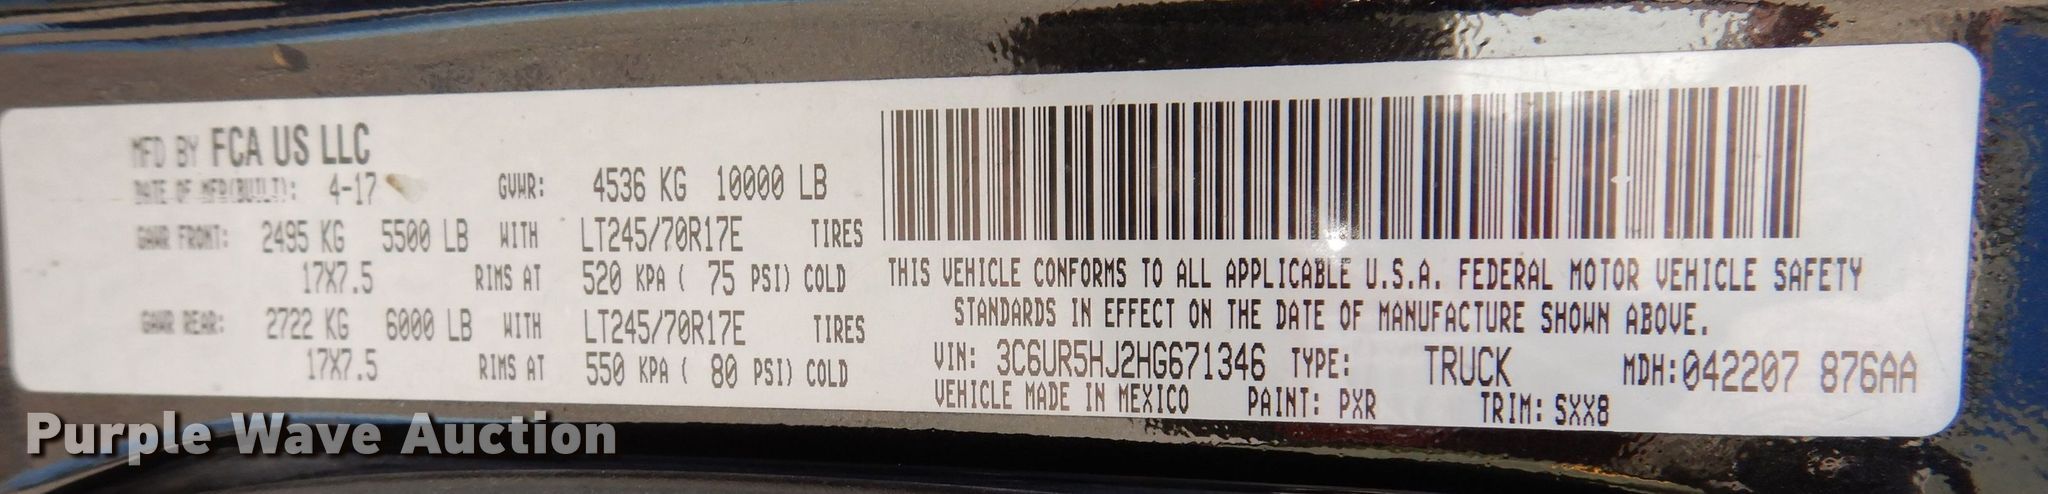 MFD BY FCA US LLC
DATE OF MFR(BUILT): 4-17 GVWR: 4536 KG 10000 LB
GAWR FRONT: 2495 KG 5500 LB WITH LT245/70R17E TIRES
17X7.5 RIMS AT 520 KPA ( 75 PSI) COLD
GAWR REAR: 2722 KG 6000 LB WITH LT245/70R17E TIRES
17X7.5 RIMS AT 550 KPA ( 80 PSI) COLD
THIS VEHICLE CONFORMS TO ALL APPLICABLE U.S.A. FEDERAL MOTOR VEHICLE SAFETY
STANDARDS IN EFFECT ON THE DATE OF MANUFACTURE SHOWN ABOVE.
VIN: 3C6UR5HJ2HG671346 TYPE: TRUCK MDH:042207 876AA
VEHICLE MADE IN MEXICO PAINT: PXR TRIM: SXX8
Purple Wave Auction